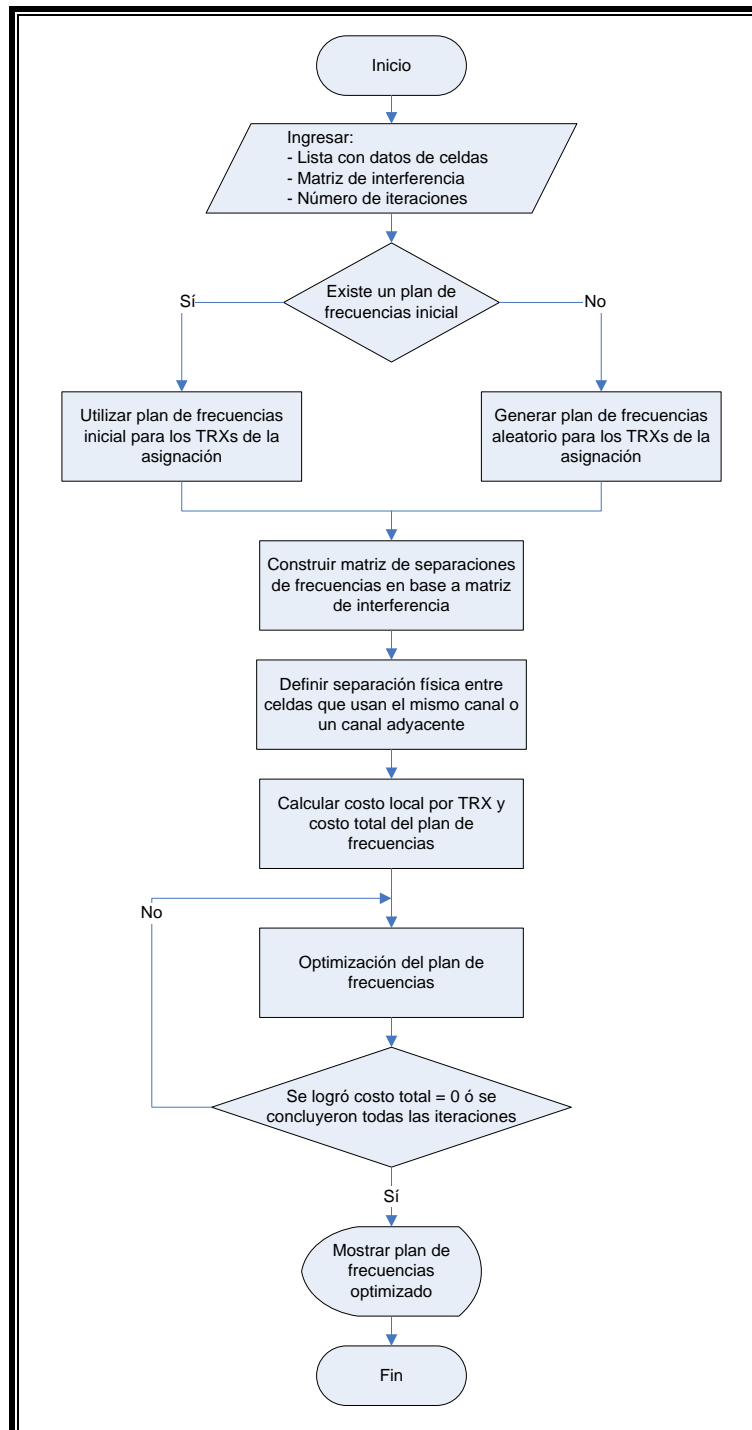 Inicio
Ingresar:
- Lista con datos de celdas
- Matriz de interferencia
- Número de iteraciones
Existe un plan de
frecuencias inicial
Sí
No
Utilizar plan de frecuencias
inicial para los TRXs de la
asignación
Generar plan de frecuencias
aleatorio para los TRXs de la
asignación
Construir matriz de separaciones
de frecuencias en base a matriz
de interferencia
Definir separación física entre
celdas que usan el mismo canal o
un canal adyacente
Calcular costo local por TRX y
costo total del plan de
frecuencias
No
Optimización del plan de
frecuencias
Se logró costo total = 0 ó se
concluyeron todas las iteraciones
Sí
Mostrar plan de
frecuencias
optimizado
Fin